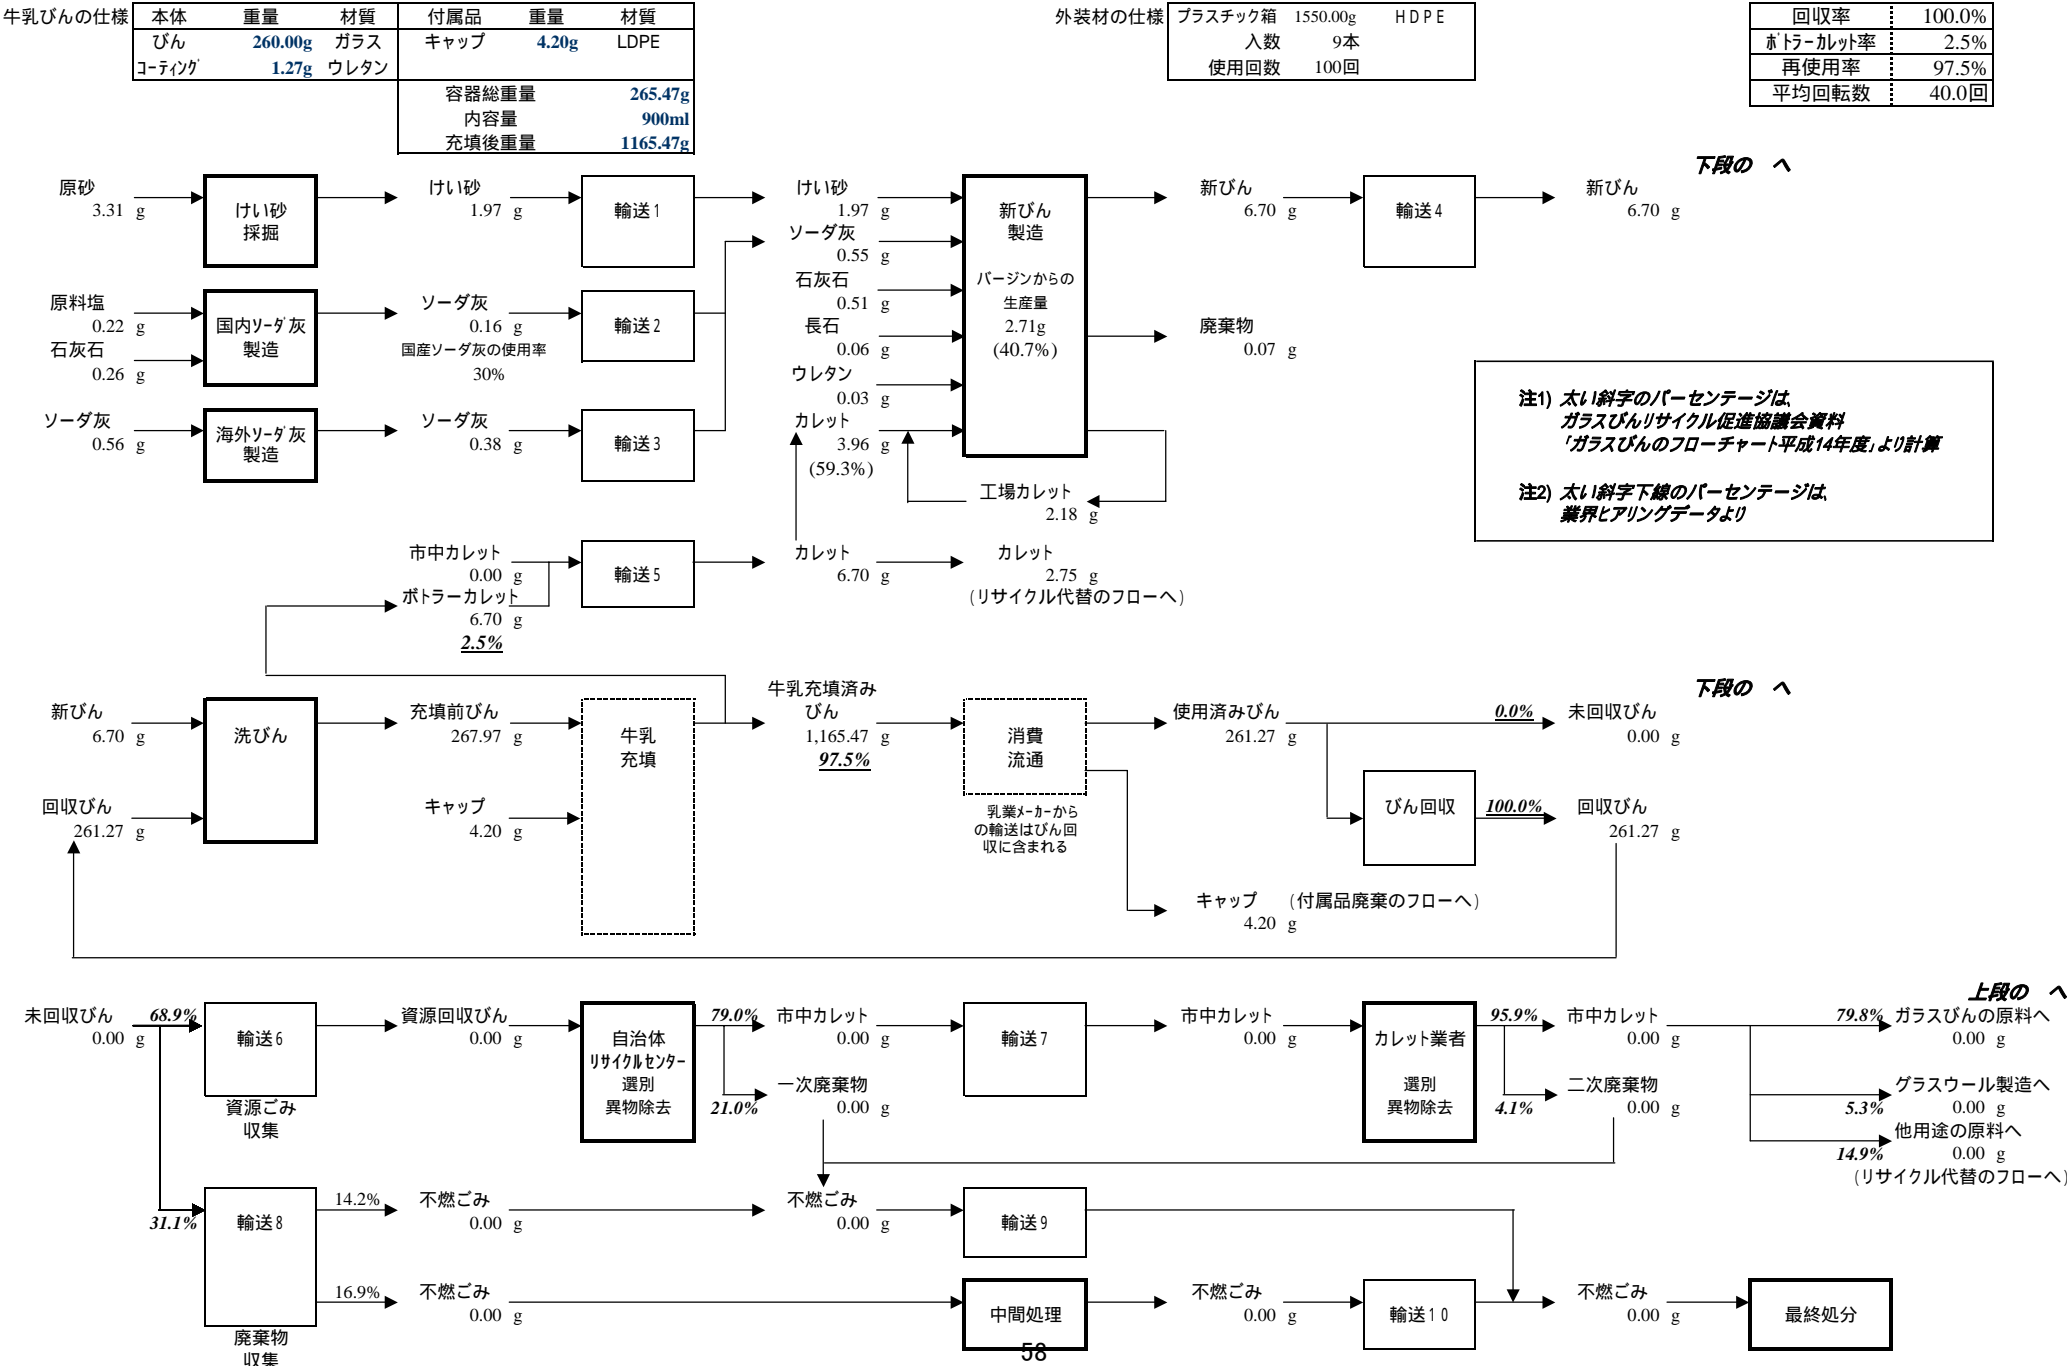 牛乳びんの仕様 本体 重量 材質 付属品 重量 材質
びん 260.00g ガラス キャップ 4.20g LDPE
コーティング 1.27g ウレタン
容器総重量 265.47g
内容量 900ml
充填後重量 1165.47g
外装材の仕様 プラスチック箱 1550.00g HDPE
入数 9本
使用回数 100回
回収率 100.0%
ボトラーカレット率 2.5%
再使用率 97.5%
平均回転数 40.0回
下段の へ
原砂
3.31 g
けい砂
採掘
けい砂
1.97 g
輸送1
けい砂
1.97 g
ソーダ灰
0.55 g
石灰石
0.51 g
長石
0.06 g
ウレタン
0.03 g
カレット
3.96 g
(59.3%)
新びん
製造
バージンからの
生産量
2.71g
(40.7%)
新びん
6.70 g
輸送4
新びん
6.70 g
廃棄物
0.07 g
原料塩
0.22 g
石灰石
0.26 g
国内ソーダ灰
製造
ソーダ灰
0.16 g
国産ソーダ灰の使用率
30%
輸送2
ソーダ灰
0.56 g
海外ソーダ灰
製造
ソーダ灰
0.38 g
輸送3
工場カレット
2.18 g
注1) 太い斜字のパーセンテージは、
ガラスびんリサイクル促進協議会資料
「ガラスびんのフローチャート平成14年度」より計算
注2) 太い斜字下線のパーセンテージは、
業界ヒアリングデータより
市中カレット
0.00 g
ボトラーカレット
6.70 g
2.5%
輸送5
カレット
6.70 g
カレット
2.75 g
(リサイクル代替のフローへ)
下段の へ
新びん
6.70 g
回収びん
261.27 g
洗びん
充填前びん
267.97 g
キャップ
4.20 g
牛乳
充填
牛乳充填済み
びん
1,165.47 g
97.5%
消費
流通
乳業メーカーから
の輸送はびん回
収に含まれる
使用済みびん
261.27 g
0.0% 未回収びん
0.00 g
びん回収
100.0% 回収びん
261.27 g
キャップ (付属品廃棄のフローへ)
4.20 g
上段の へ
未回収びん
0.00 g
68.9%
輸送6
資源ごみ
収集
資源回収びん
0.00 g
自治体
リサイクルセンター
選別
異物除去
79.0% 市中カレット
0.00 g
21.0% 一次廃棄物
0.00 g
輸送7
市中カレット
0.00 g
カレット業者
選別
異物除去
95.9% 市中カレット
0.00 g
4.1% 二次廃棄物
0.00 g
79.8% ガラスびんの原料へ
0.00 g
5.3% グラスウール製造へ
0.00 g
14.9% 他用途の原料へ
0.00 g
(リサイクル代替のフローへ)
31.1%
輸送8
廃棄物
収集
14.2% 不燃ごみ
0.00 g
不燃ごみ
0.00 g
輸送9
16.9% 不燃ごみ
0.00 g
中間処理
不燃ごみ
0.00 g
輸送10
不燃ごみ
0.00 g
最終処分
58